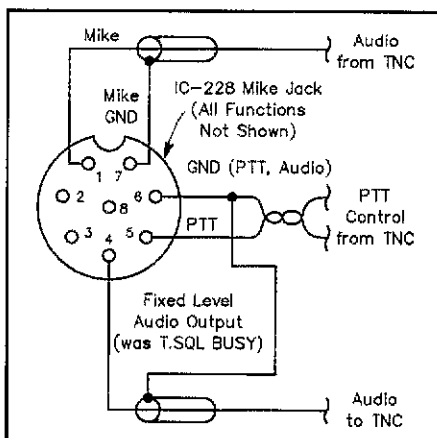 Mike
Audio
from TNC
Mike
GND
IC-228 Mike Jack
(All Functions
Not Shown)
GND (PTT, Audio)
1
7
2
8
6
3
5
4
PTT
PTT
Control
from TNC
Fixed Level
Audio Output
(was T.SQL BUSY)
Audio
to TNC